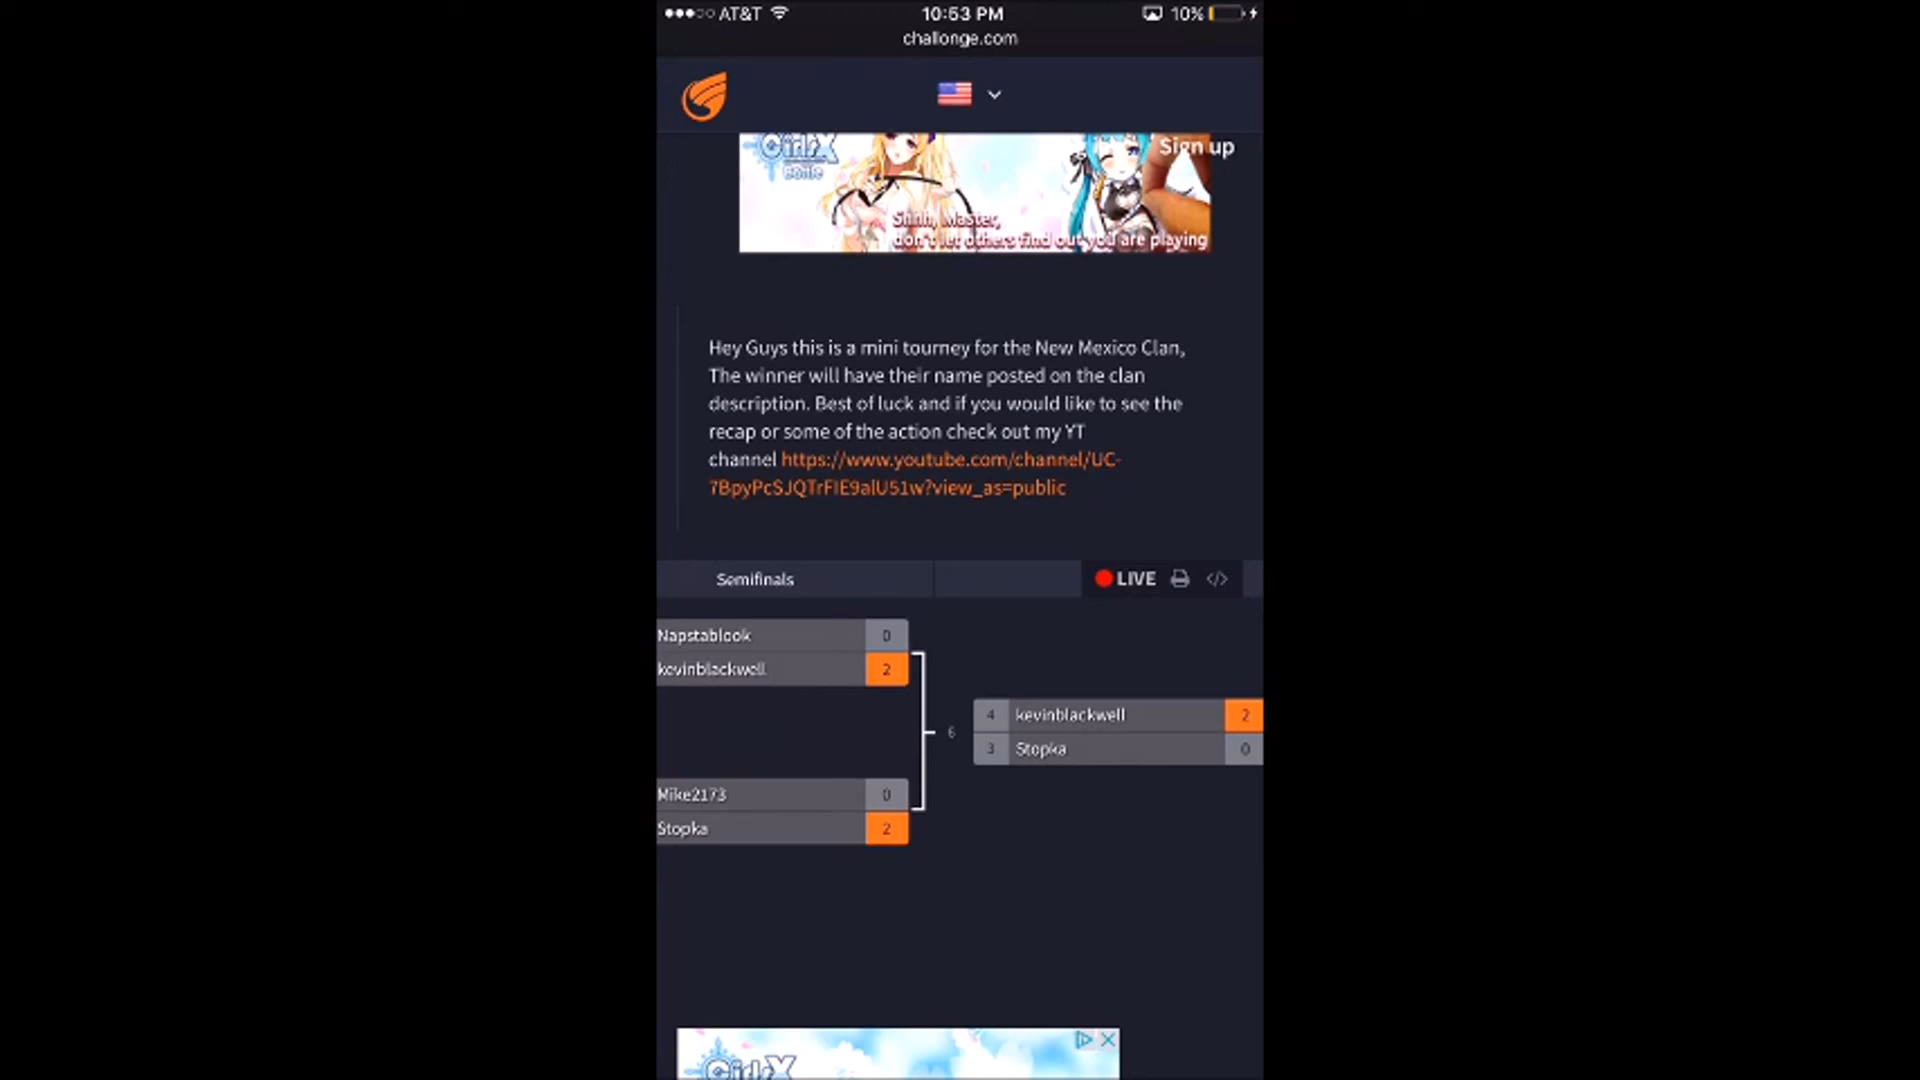 AT&T 10:53 PM 10%
challonge.com
GirlsX
Battle
Sign up
Shhh, Master,
don't let others find out you are playing
Hey Guys this is a mini tourney for the New Mexico Clan,
The winner will have their name posted on the clan
description. Best of luck and if you would like to see the
recap or some of the action check out my YT
channel https://www.youtube.com/channel/UC-
7BpyPcSJQTrFIE9alU51w?view_as=public
Semifinals
LIVE
Napstablook 0
kevinblackwell 2
4 kevinblackwell 2
6
3 Stopka 0
Mike2173 0
Stopka 2
GirlsX